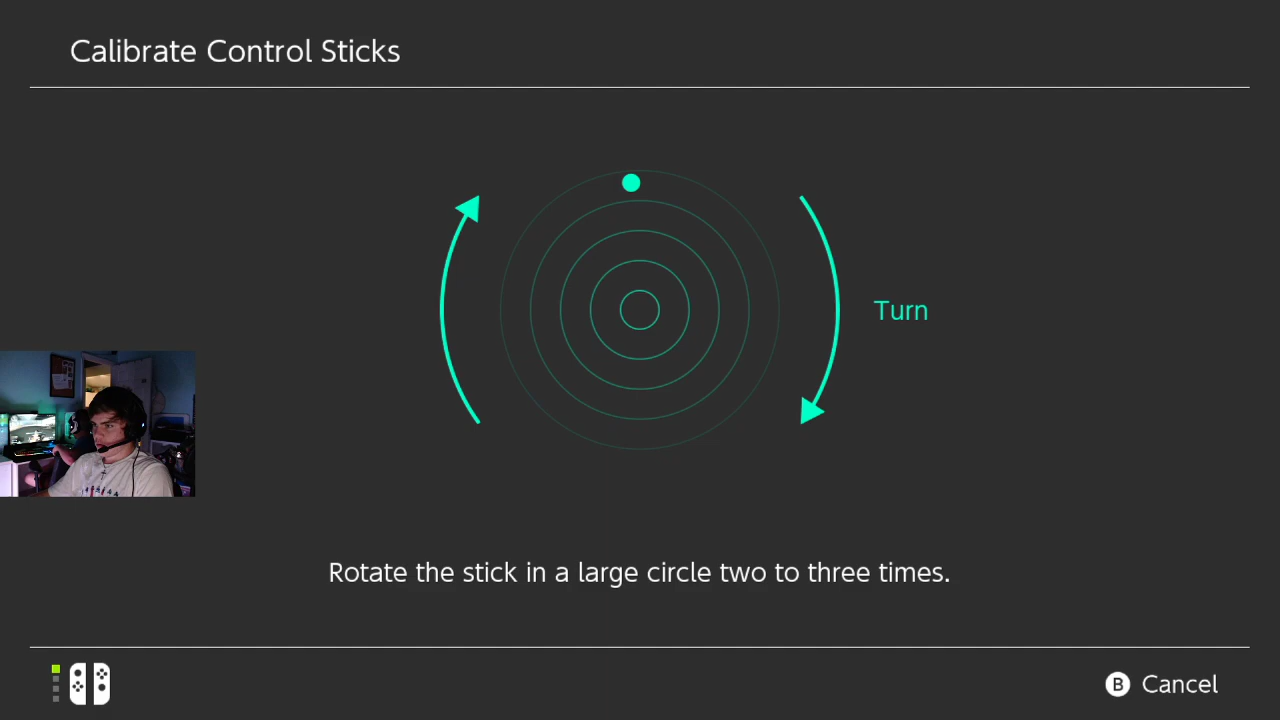 Calibrate Control Sticks
Turn
Rotate the stick in a large circle two to three times.
B Cancel